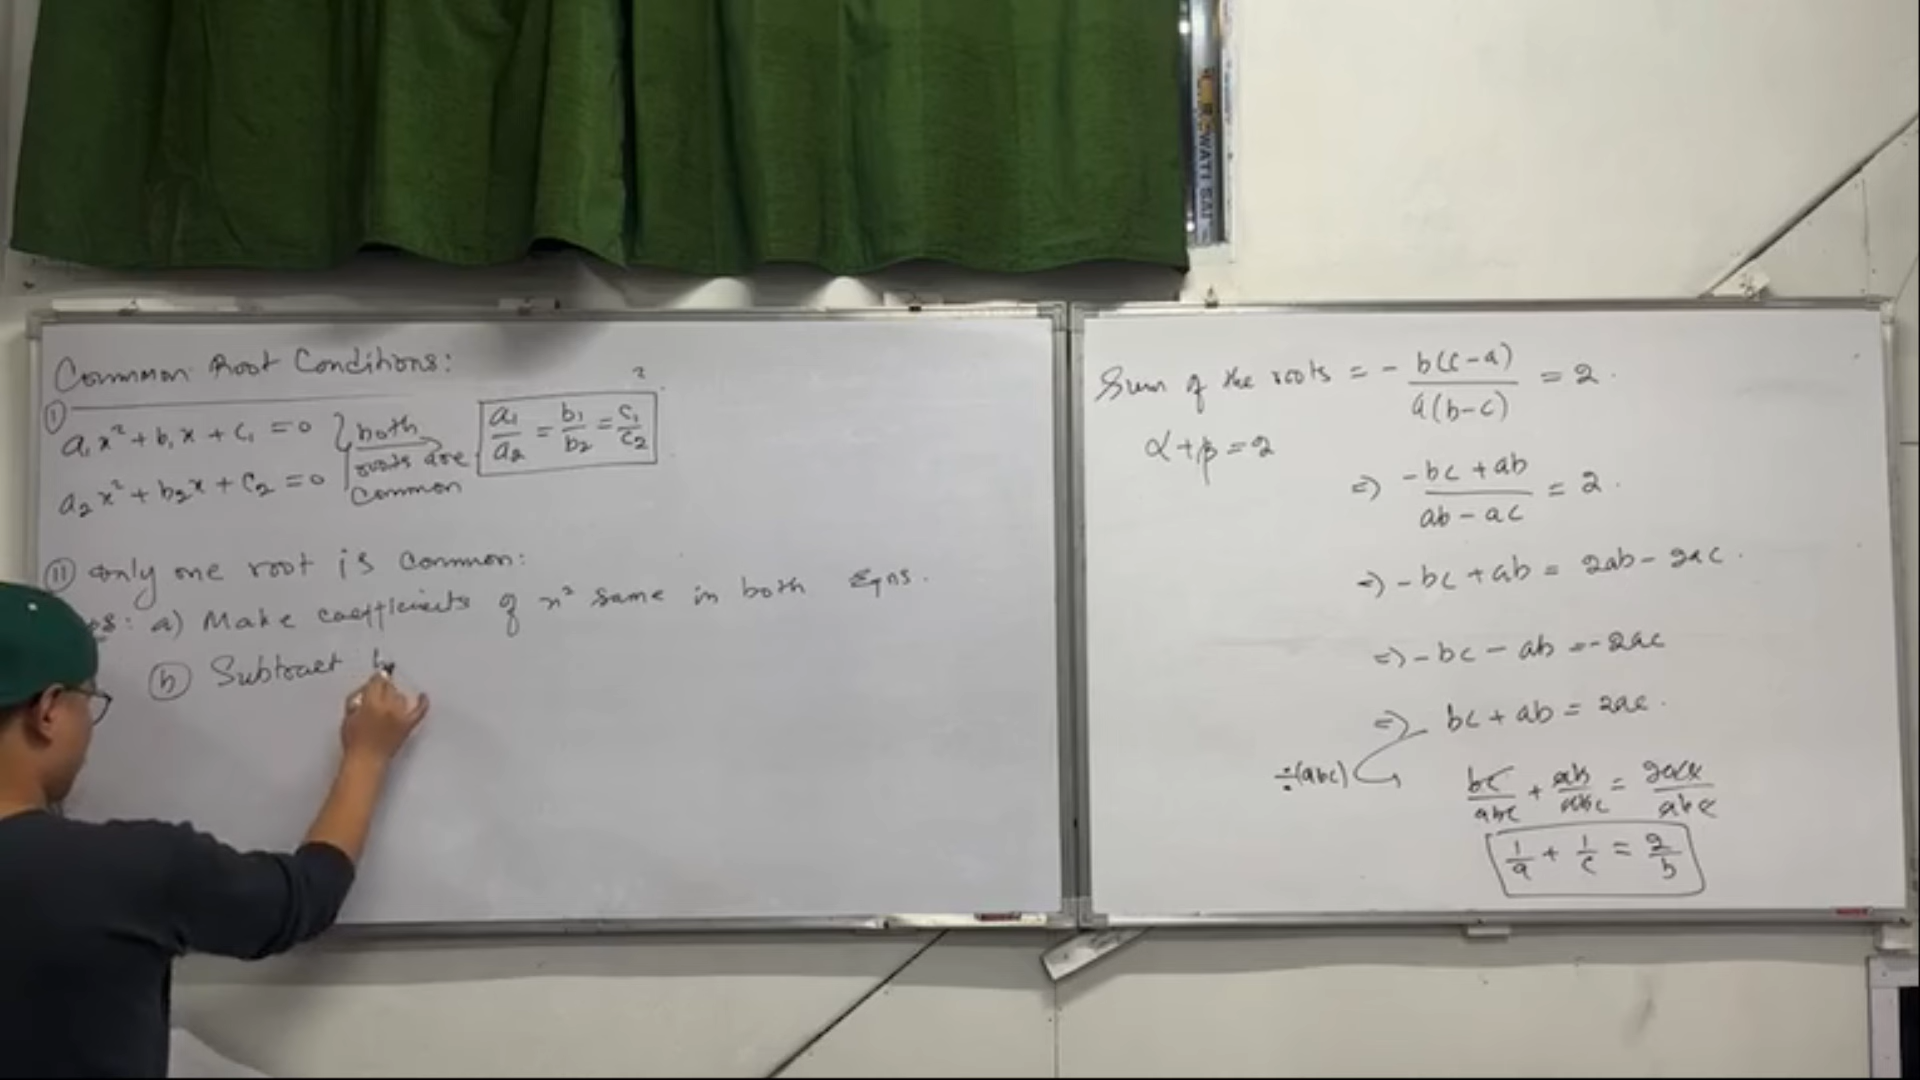 Common Root Conditions:
① a₁x² + b₁x + c₁ = 0
a₂x² + b₂x + c₂ = 0
both
roots are
common
a₁/a₂ = b₁/b₂ = c₁/c₂
② Only one root is common:
a) Make coefficients of x² same in both Eqns.
ⓑ Subtract
Sum of the roots = - b(c-a)/a(b-c) = 2.
α + β = 2
⇒ -bc + ab / ab - ac = 2.
⇒ -bc + ab = 2ab - 2ac.
⇒ -bc - ab = -2ac
⇒ bc + ab = 2ac.
÷(abc)
bc/abc + ab/abc = 2ac/abc
1/a + 1/c = 2/b
SWATI SAI